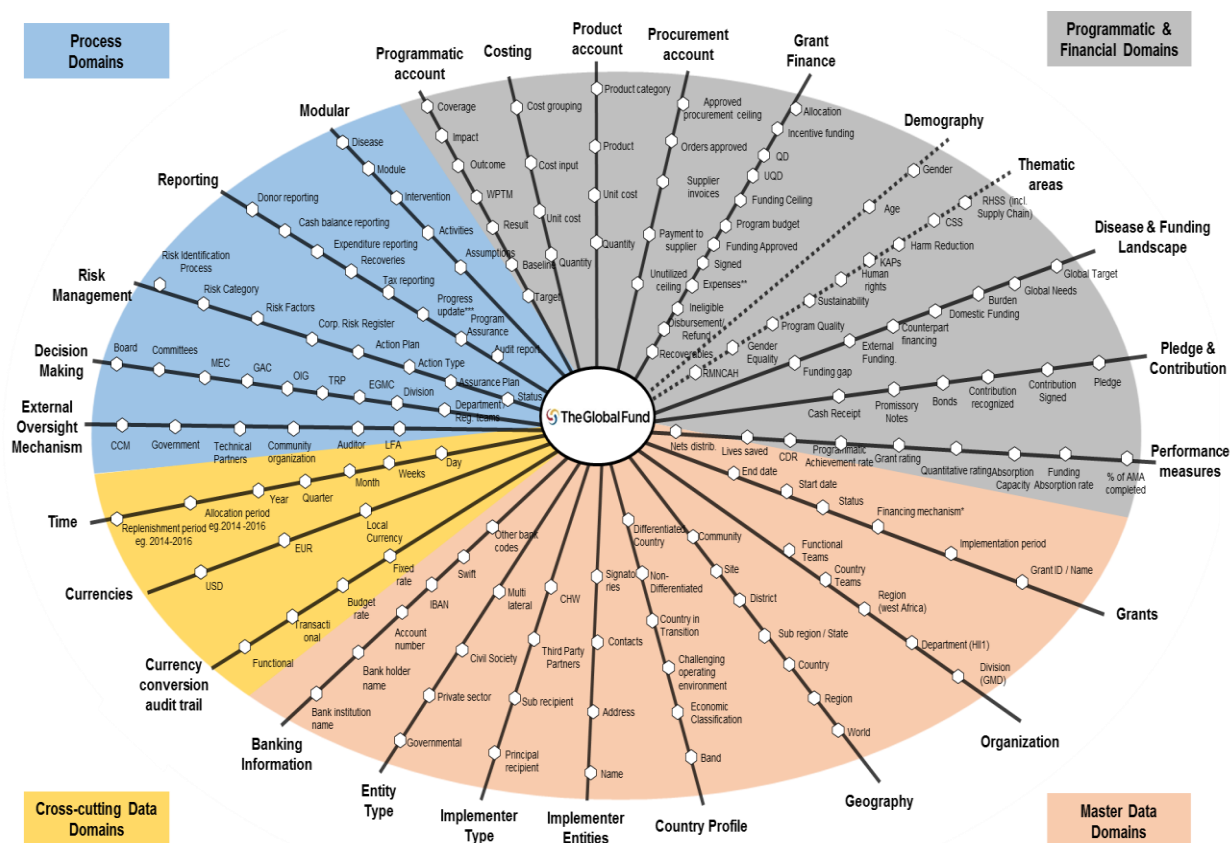 Process
Domains
Programmatic &
Financial Domains
Cross-cutting Data
Domains
Master Data
Domains
TheGlobalFund
Modular
Disease
Module
Intervention
Activities
Assumptions
Programmatic
account
Coverage
Impact
Outcome
WPTM
Result
Baseline
Target
Costing
Cost grouping
Cost input
Unit cost
Quantity
Product
account
Product category
Product
Unit cost
Quantity
Procurement
account
Approved
procurement ceiling
Orders approved
Supplier
invoices
Payment to
supplier
Unutilized
ceiling
Grant
Finance
Allocation
Incentive funding
QD
UQD
Funding Ceiling
Program budget
Funding Approved
Signed
Expenses**
Ineligible
Disbursement/
Refund
Recoverables
Demography
Gender
Age
Thematic
areas
RHSS (incl.
Supply Chain)
CSS
Harm Reduction
KAPs
Human
rights
Sustainability
Program Quality
Gender
Equality
RMNCAH
Disease & Funding
Landscape
Global Target
Global Needs
Burden
Domestic Funding
Counterpart
financing
External
Funding.
Funding gap
Pledge &
Contribution
Pledge
Contribution
Signed
Contribution
recognized
Bonds
Promissory
Notes
Cash Receipt
Performance
measures
Nets distrib.
Lives saved
CDR
Programmatic
Achievement rate
Grant rating
Quantitative rating
Absorption
Capacity
Funding
Absorption rate
% of AMA
completed
Grants
End date
Start date
Status
Financing mechanism*
Implementation period
Grant ID / Name
Organization
Functional
Teams
Country
Teams
Region
(west Africa)
Department (HI1)
Division
(GMD)
Geography
Community
Site
District
Sub region / State
Country
Region
World
Country Profile
Differentiated
Country
Non-
Differentiated
Country in
Transition
Challenging
operating
environment
Economic
Classification
Band
Implementer
Entities
Signato
ries
Contacts
Address
Name
Implementer
Type
CHW
Third Party
Partners
Sub recipient
Principal
recipient
Entity
Type
Multi
lateral
Civil Society
Private sector
Governmental
Banking
Information
Other bank
codes
Swift
IBAN
Account
number
Bank holder
name
Bank institution
name
Currency
conversion
audit trail
Fixed
rate
Budget
rate
Transacti
onal
Functional
Currencies
Local
Currency
EUR
USD
Time
Day
Weeks
Month
Quarter
Year
Allocation period
eg.2014 -2016
Replenishment period
eg. 2014-2016
External
Oversight
Mechanism
CCM
Government
Technical
Partners
Community
organization
Auditor
LFA
Decision
Making
Board
Committees
MEC
GAC
OIG
TRP
EGMC
Division
Department
Reg. teams
Risk
Management
Risk Identification
Process
Risk Category
Risk Factors
Corp. Risk Register
Action Plan
Action Type
Assurance Plan
Status
Reporting
Donor reporting
Cash balance reporting
Expenditure reporting
Recoveries
Tax reporting
Progress
update***
Program
Assurance
Audit report